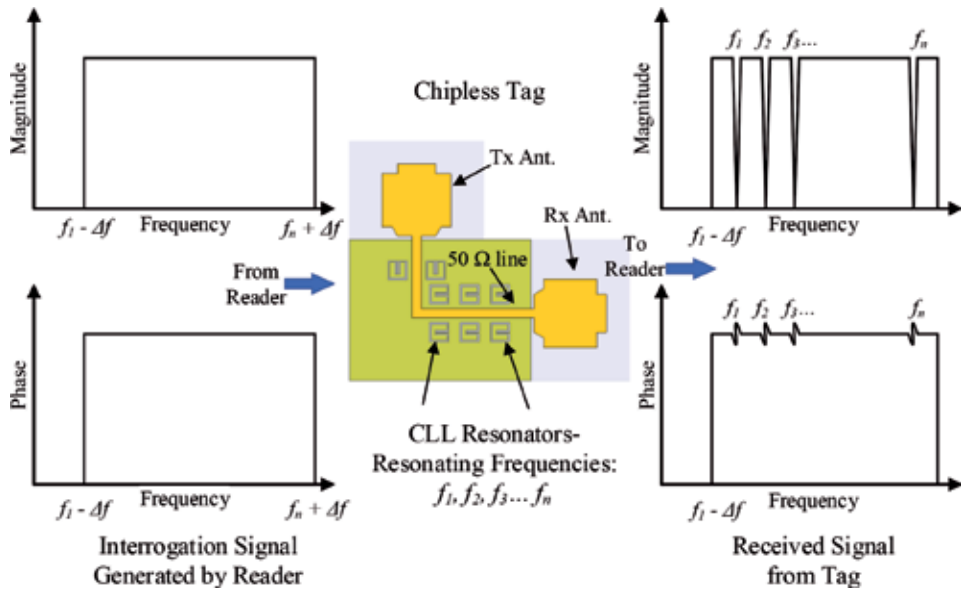 Magnitude
f1 - Δf
Frequency
fn + Δf
Phase
f1 - Δf
Frequency
fn + Δf
Interrogation Signal
Generated by Reader
Chipless Tag
Tx Ant.
Rx Ant.
50 Ω line
From
Reader
To
Reader
CLL Resonators-
Resonating Frequencies:
f1, f2, f3... fn
Magnitude
f1 f2 f3... fn
f1 - Δf
Frequency
Phase
f1 f2 f3... fn
f1 - Δf
Frequency
Received Signal
from Tag